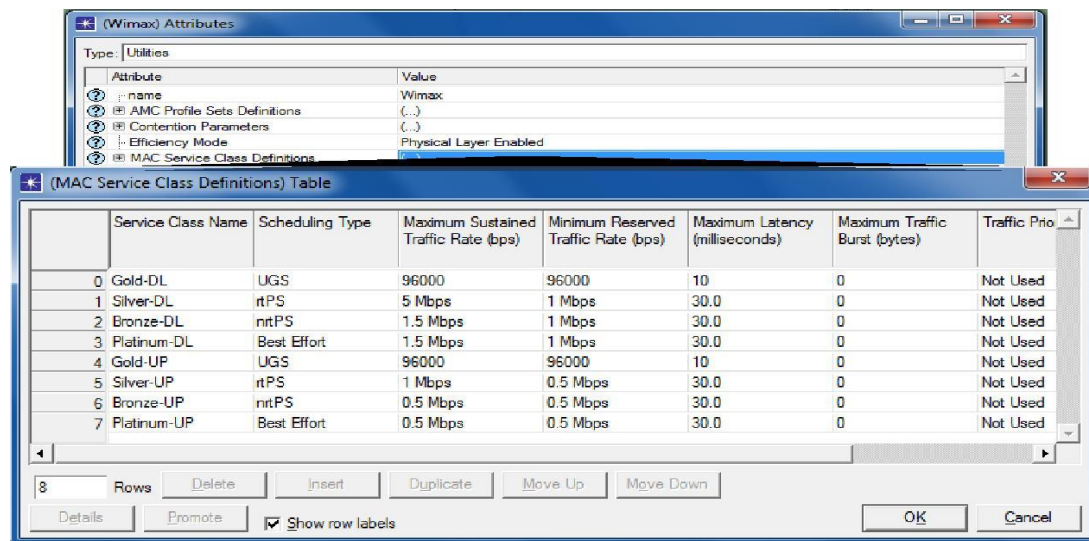 (Wimax) Attributes
Type: Utilities
Attribute Value
name Wimax
AMC Profile Sets Definitions (...)
Contention Parameters (...)
Efficiency Mode Physical Layer Enabled
MAC Service Class Definitions (...)
(MAC Service Class Definitions) Table
Service Class Name Scheduling Type Maximum Sustained Traffic Rate (bps) Minimum Reserved Traffic Rate (bps) Maximum Latency (milliseconds) Maximum Traffic Burst (bytes) Traffic Prio
0 Gold-DL UGS 96000 96000 10 0 Not Used
1 Silver-DL rtPS 5 Mbps 1 Mbps 30.0 0 Not Used
2 Bronze-DL nrtPS 1.5 Mbps 1 Mbps 30.0 0 Not Used
3 Platinum-DL Best Effort 1.5 Mbps 1 Mbps 30.0 0 Not Used
4 Gold-UP UGS 96000 96000 10 0 Not Used
5 Silver-UP rtPS 1 Mbps 0.5 Mbps 30.0 0 Not Used
6 Bronze-UP nrtPS 0.5 Mbps 0.5 Mbps 30.0 0 Not Used
7 Platinum-UP Best Effort 0.5 Mbps 0.5 Mbps 30.0 0 Not Used
8 Rows Delete Insert Duplicate Move Up Move Down
Details Promote Show row labels OK Cancel